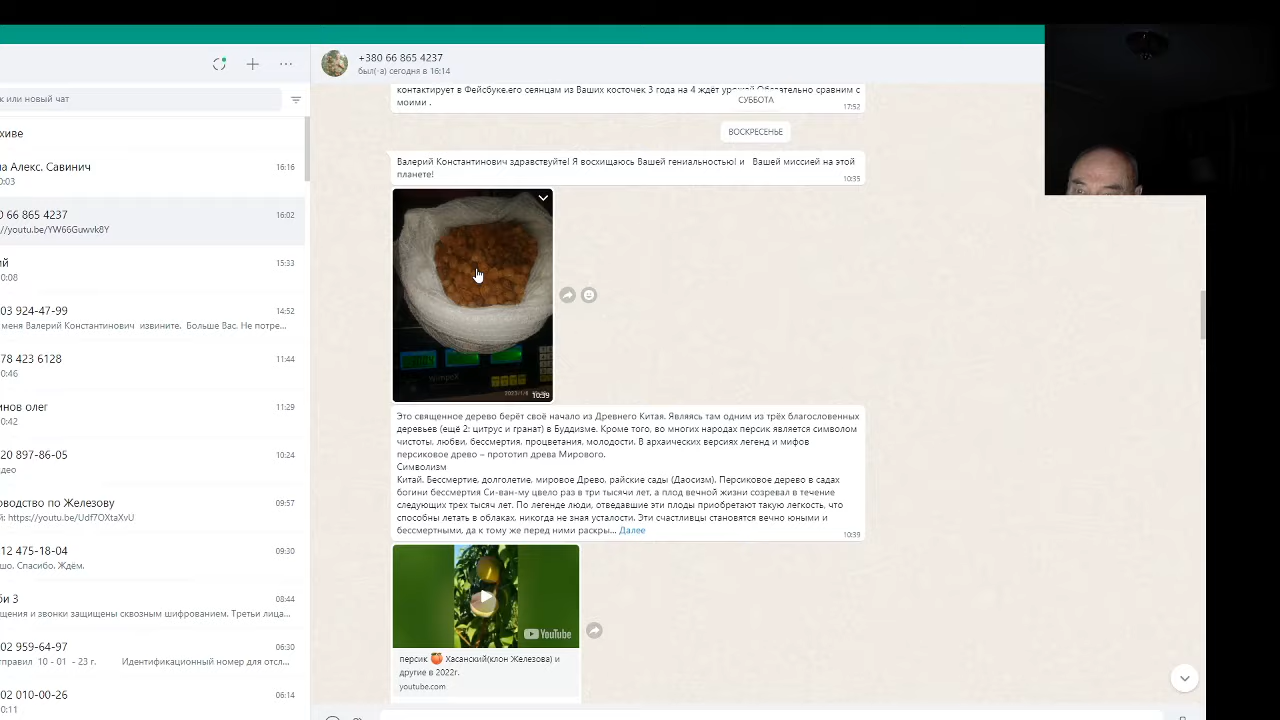 +380 66 865 4237
был(-а) сегодня в 16:14
к или новый чат
хиве
на Алекс. Савинич
16:16
0:03
0 66 865 4237
16:02
://youtu.be/YW66Guwvk8Y
ий
15:33
0:08
03 924-47-99
14:52
меня Валерий Константинович извините. Больше Вас. Не потре...
78 423 6128
11:44
0:46
инов олег
11:29
0:42
20 897-86-05
10:24
део
оводство по Железову
09:57
й: https://youtu.be/Udf7OXtaXvU
12 475-18-04
09:30
шо. Спасибо. Ждём.
би 3
08:44
щения и звонки защищены сквозным шифрованием. Третьи лица...
02 959-64-97
06:30
правил 10 - 01 - 23 г. Идентификационный номер для отсл...
02 010-00-26
06:14
0:11
контактирует в Фейсбуке.его сеянцам из Ваших косточек 3 года на 4 ждёт сравним с
моими .
17:52
СУББОТА
ВОСКРЕСЕНЬЕ
Валерий Константинович здравствуйте! Я восхищаюсь Вашей гениальностью! и Вашей миссией на этой
планете!
10:35
2023/1/8
10:39
Это священное дерево берёт своё начало из Древнего Китая. Являясь там одним из трёх благословенных
деревьев (ещё 2: цитрус и гранат) в Буддизме. Кроме того, во многих народах персик является символом
чистоты, любви, бессмертия, процветания, молодости. В архаических версиях легенд и мифов
персиковое древо – прототип древа Мирового.
Символизм
Китай. Бессмертие, долголетие, мировое Древо, райские сады (Даосизм). Персиковое дерево в садах
богини бессмертия Си-ван-му цвело раз в три тысячи лет, а плод вечной жизни созревал в течение
следующих трех тысяч лет. По легенде люди, отведавшие эти плоды приобретают такую легкость, что
способны летать в облаках, никогда не зная усталости. Эти счастливцы становятся вечно юными и
бессмертными, да к тому же перед ними раскры... Далее
10:39
YouTube
персик 🍑 Хасанский(клон Железова) и
другие в 2022г.
youtube.com